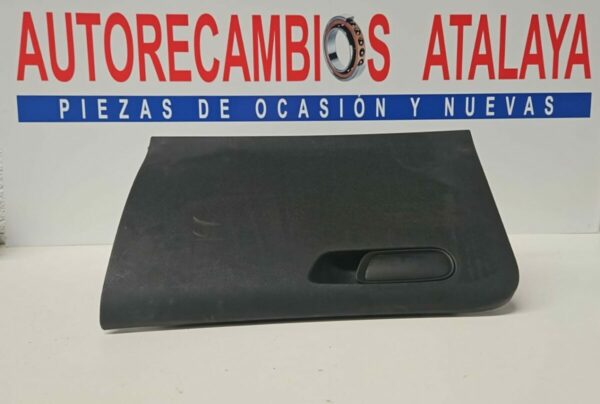 AUTORECAMBIOS ATALAYA
PIEZAS DE OCASIÓN Y NUEVAS